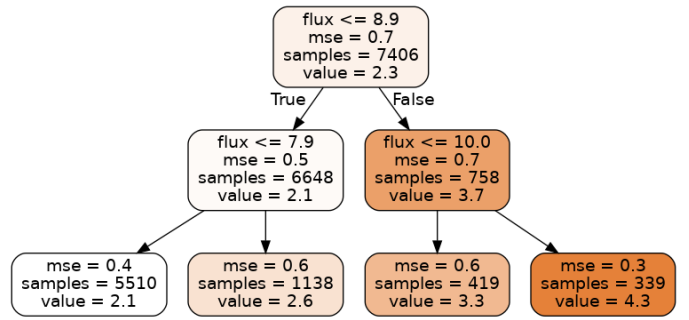 flux <= 8.9
mse = 0.7
samples = 7406
value = 2.3
True
False
flux <= 7.9
mse = 0.5
samples = 6648
value = 2.1
flux <= 10.0
mse = 0.7
samples = 758
value = 3.7
mse = 0.4
samples = 5510
value = 2.1
mse = 0.6
samples = 1138
value = 2.6
mse = 0.6
samples = 419
value = 3.3
mse = 0.3
samples = 339
value = 4.3